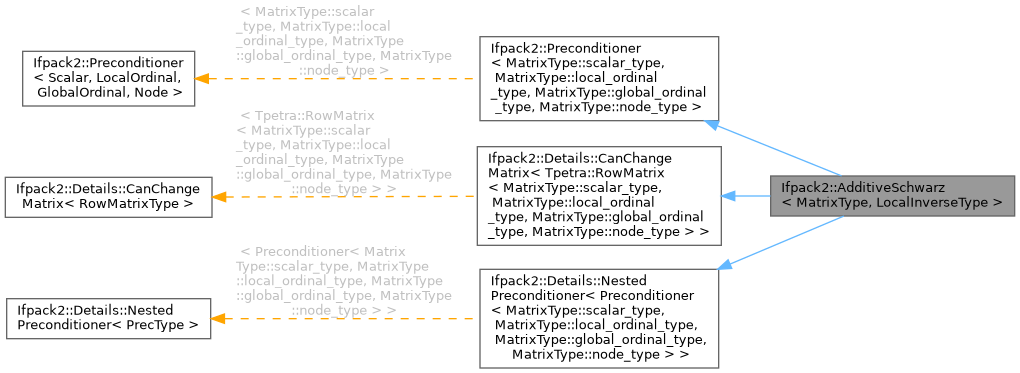 Ifpack2::Preconditioner
< Scalar, LocalOrdinal,
GlobalOrdinal, Node >
< MatrixType::scalar
_type, MatrixType::local
_ordinal_type, MatrixType
::global_ordinal_type, MatrixType
::node_type >
Ifpack2::Preconditioner
< MatrixType::scalar_type,
MatrixType::local_ordinal
_type, MatrixType::global_ordinal
_type, MatrixType::node_type >
Ifpack2::Details::CanChange
Matrix< RowMatrixType >
< Tpetra::RowMatrix
< MatrixType::scalar
_type, MatrixType::local
_ordinal_type, MatrixType
::global_ordinal_type, MatrixType
::node_type > >
Ifpack2::Details::CanChange
Matrix< Tpetra::RowMatrix
< MatrixType::scalar_type,
MatrixType::local_ordinal
_type, MatrixType::global_ordinal
_type, MatrixType::node_type > >
Ifpack2::AdditiveSchwarz
< MatrixType, LocalInverseType >
Ifpack2::Details::Nested
Preconditioner< PrecType >
< Preconditioner< Matrix
Type::scalar_type, MatrixType
::local_ordinal_type, MatrixType
::global_ordinal_type, MatrixType
::node_type > >
Ifpack2::Details::Nested
Preconditioner< Preconditioner
< MatrixType::scalar_type,
MatrixType::local_ordinal_type,
MatrixType::global_ordinal_type,
MatrixType::node_type > >